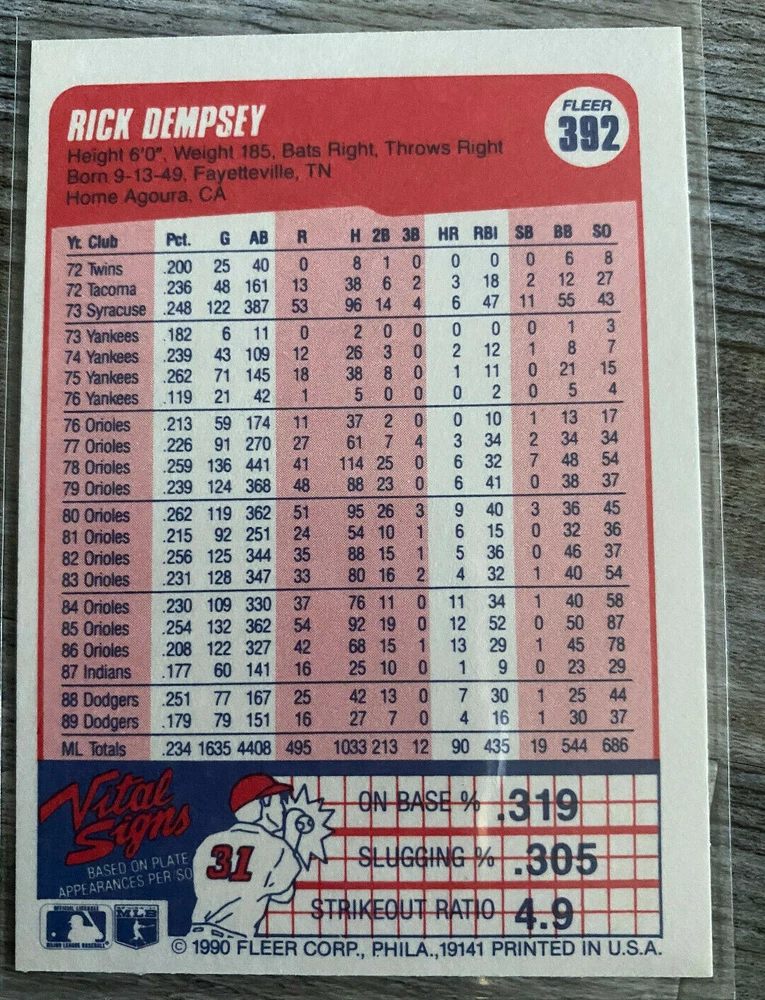 RICK DEMPSEY
FLEER
392
Height 6'0", Weight 185, Bats Right, Throws Right
Born 9-13-49, Fayetteville, TN
Home Agoura, CA
Yr. Club Pct. G AB R H 2B 3B HR RBI SB BB SO
72 Twins .200 25 40 0 8 1 0 0 0 0 6 8
72 Tacoma .236 48 161 13 38 6 2 3 18 2 12 27
73 Syracuse .248 122 387 53 96 14 4 6 47 11 55 43
73 Yankees .182 6 11 0 2 0 0 0 0 0 1 3
74 Yankees .239 43 109 12 26 3 0 2 12 1 8 7
75 Yankees .262 71 145 18 38 8 0 1 11 0 21 15
76 Yankees .119 21 42 1 5 0 0 0 2 0 5 4
76 Orioles .213 59 174 11 37 2 0 0 10 1 13 17
77 Orioles .226 91 270 27 61 7 4 3 34 2 34 34
78 Orioles .259 136 441 41 114 25 0 6 32 7 48 54
79 Orioles .239 124 368 48 88 23 0 6 41 0 38 37
80 Orioles .262 119 362 51 95 26 3 9 40 3 36 45
81 Orioles .215 92 251 24 54 10 1 6 15 0 32 36
82 Orioles .256 125 344 35 88 15 1 5 36 0 46 37
83 Orioles .231 128 347 33 80 16 2 4 32 1 40 54
84 Orioles .230 109 330 37 76 11 0 11 34 1 40 58
85 Orioles .254 132 362 54 92 19 0 12 52 0 50 87
86 Orioles .208 122 327 42 68 15 1 13 29 1 45 78
87 Indians .177 60 141 16 25 10 0 1 9 0 23 29
88 Dodgers .251 77 167 25 42 13 0 7 30 1 25 44
89 Dodgers .179 79 151 16 27 7 0 4 16 1 30 37
ML Totals .234 1635 4408 495 1033 213 12 90 435 19 544 686
Vital
Signs
BASED ON PLATE
APPEARANCES PER SO
31
ON BASE % .319
SLUGGING % .305
STRIKEOUT RATIO 4.9
OFFICIAL LICENSEE
MAJOR LEAGUE BASEBALL
MLB
© 1990 FLEER CORP., PHILA.,19141 PRINTED IN U.S.A.